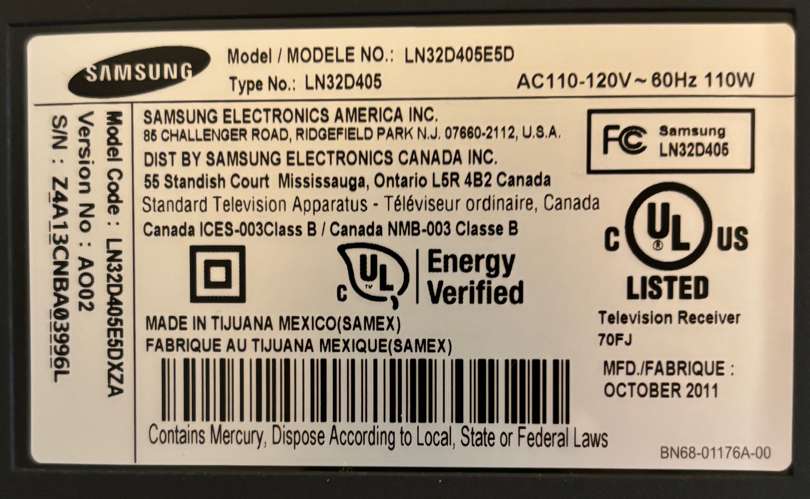 SAMSUNG
Model / MODELE NO.: LN32D405E5D
Type No.: LN32D405
AC110-120V~60Hz 110W
Model Code : LN32D405E5DXZA
Version No : AO02
S/N : Z4A13CNBA03996L
SAMSUNG ELECTRONICS AMERICA INC.
85 CHALLENGER ROAD, RIDGEFIELD PARK N.J. 07660-2112, U.S.A.
DIST BY SAMSUNG ELECTRONICS CANADA INC.
55 Standish Court Mississauga, Ontario L5R 4B2 Canada
Standard Television Apparatus - Téléviseur ordinaire, Canada
Canada ICES-003Class B / Canada NMB-003 Classe B
FC Samsung
LN32D405
C UL US
®
LISTED
Television Receiver
70FJ
C UL TM
Energy
Verified
MADE IN TIJUANA MEXICO(SAMEX)
FABRIQUE AU TIJUANA MEXIQUE(SAMEX)
MFD./FABRIQUE :
OCTOBER 2011
Contains Mercury, Dispose According to Local, State or Federal Laws
BN68-01176A-00